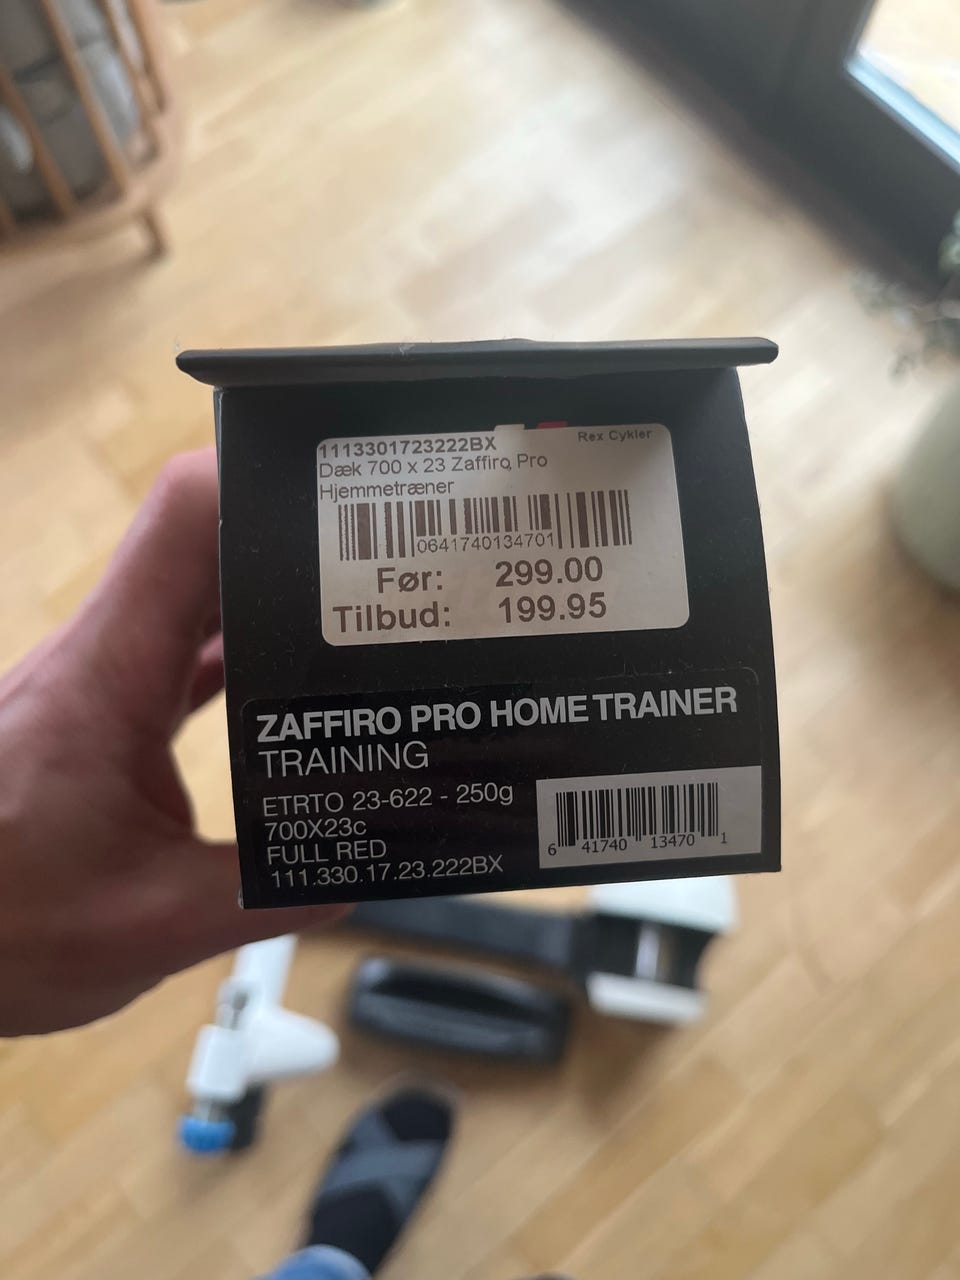 1113301723222BX
Rex Cykler
Dæk 700 x 23 Zaffiro Pro
Hjemmetræner
0641740134701
Før: 299.00
Tilbud: 199.95
ZAFFIRO PRO HOME TRAINER
TRAINING
ETRTO 23-622 - 250g
700X23c
FULL RED
111.330.17.23.222BX
6 41740 13470 1